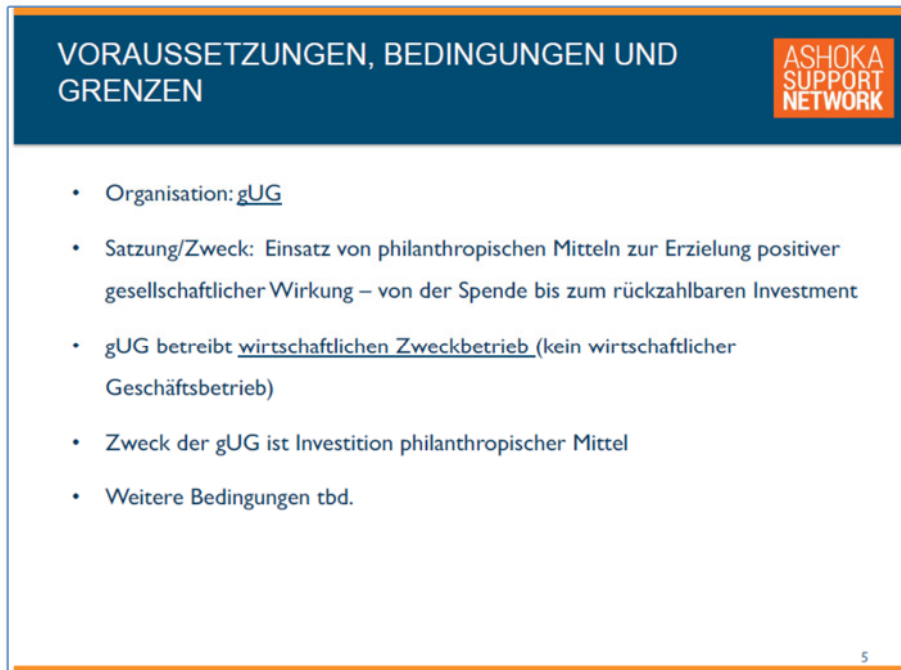 VORAUSSETZUNGEN, BEDINGUNGEN UND
GRENZEN
ASHOKA
SUPPORT
NETWORK
• Organisation: gUG
• Satzung/Zweck: Einsatz von philanthropischen Mitteln zur Erzielung positiver
gesellschaftlicher Wirkung – von der Spende bis zum rückzahlbaren Investment
• gUG betreibt wirtschaftlichen Zweckbetrieb (kein wirtschaftlicher
Geschäftsbetrieb)
• Zweck der gUG ist Investition philanthropischer Mittel
• Weitere Bedingungen tbd.
5